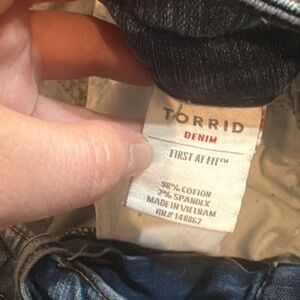 TORRID
DENIM
FIRST AT FIT™
98% COTTON
2% SPANDEX
MADE IN VIETNAM
RN# 148862